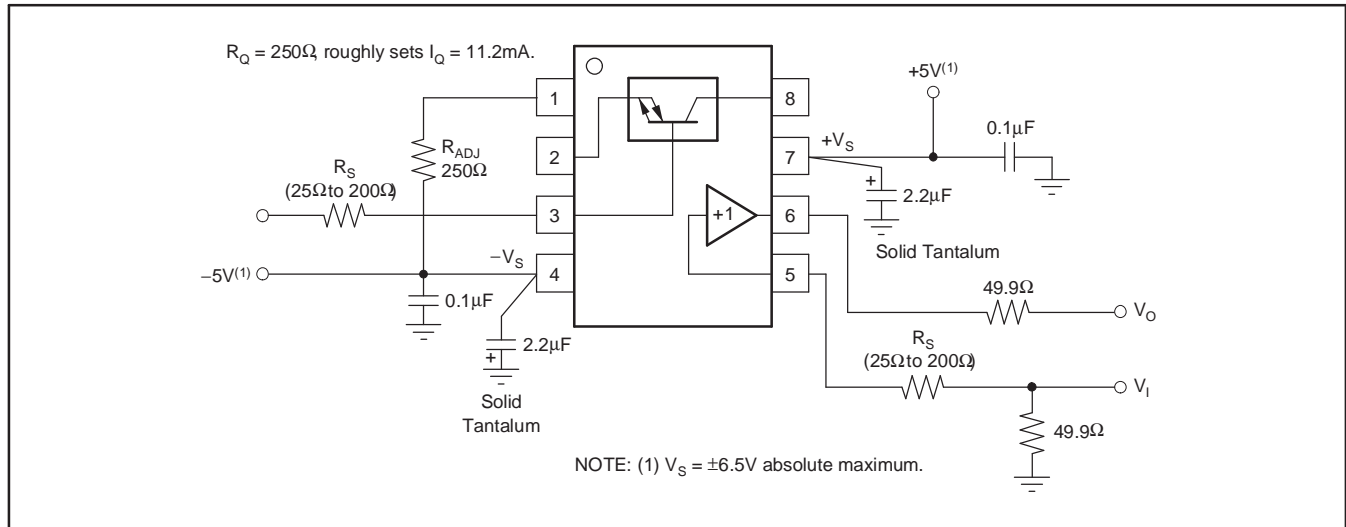 R_Q = 250Ω, roughly sets I_Q = 11.2mA.
+5V(1)
1
8
0.1µF
R_ADJ
250Ω
2
+V_S
7
R_S
(25Ω to 200Ω)
+
2.2µF
3
+1
6
Solid Tantalum
−5V(1)
−V_S
4
5
0.1µF
49.9Ω
V_O
2.2µF
+
R_S
(25Ω to 200Ω)
Solid
Tantalum
V_I
49.9Ω
NOTE: (1) V_S = ±6.5V absolute maximum.